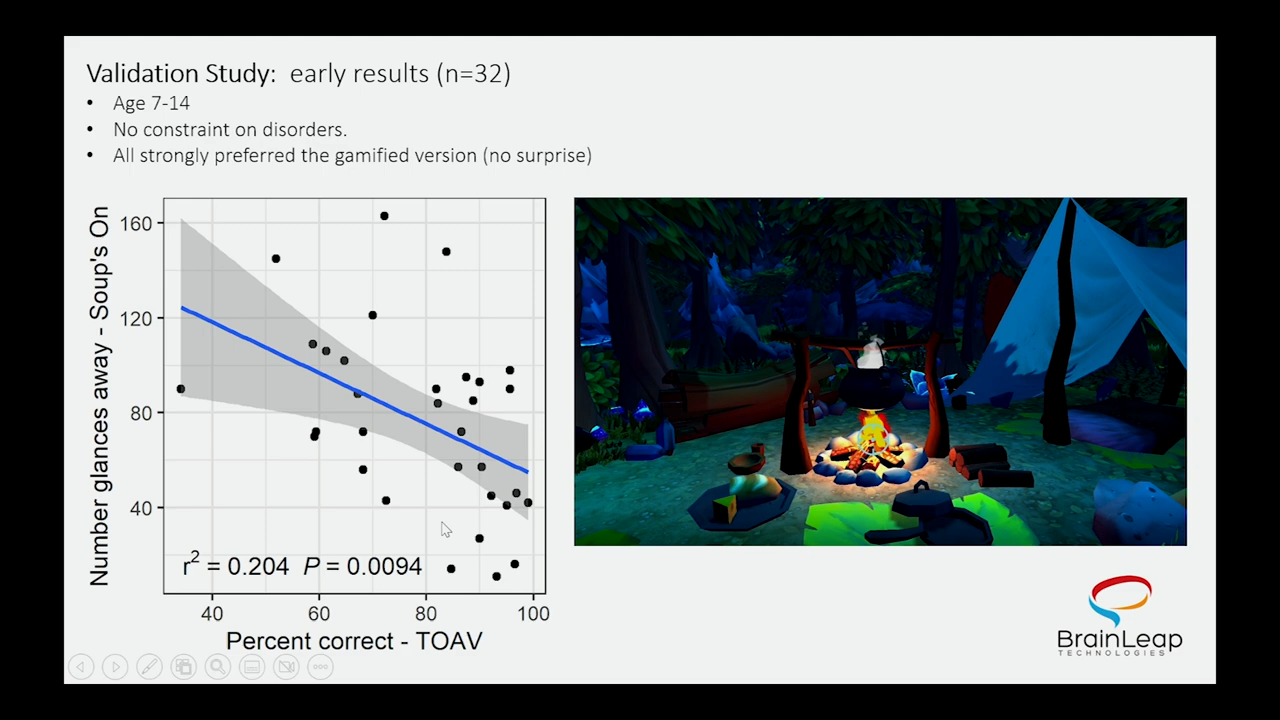 Validation Study: early results (n=32)
• Age 7-14
• No constraint on disorders.
• All strongly preferred the gamified version (no surprise)
Number glances away - Soup's On
160
120
80
40
r² = 0.204 P = 0.0094
40 60 80 100
Percent correct - TOAV
BrainLeap
TECHNOLOGIES